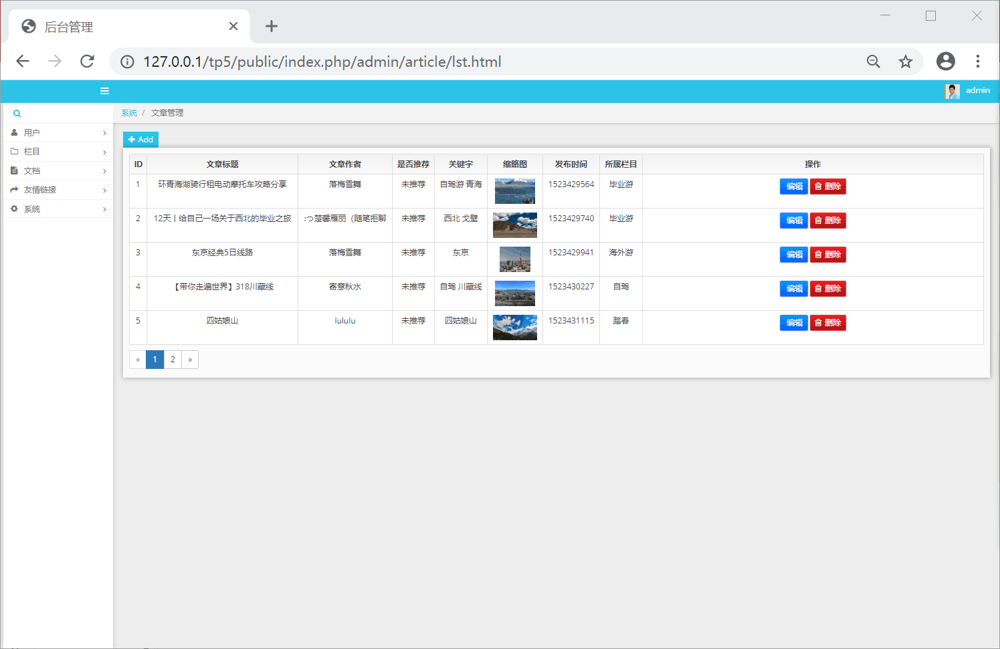 后台管理
127.0.0.1/tp5/public/index.php/admin/article/lst.html
admin
系统 / 文章管理
用户
栏目
文档
友情链接
系统
Add
ID 文章标题 文章作者 是否推荐 关键字 缩略图 发布时间 所属栏目 操作
1 环青海湖骑行租电动摩托车攻略分享 落梅雪舞 未推荐 自驾游 青海 1523429564 毕业游 编辑 删除
2 12天丨给自己一场关于西北的毕业之旅 :つ楚馨雁丽（随笔拒聊 未推荐 西北 戈壁 1523429740 毕业游 编辑 删除
3 东京经典5日线路 落梅雪舞 未推荐 东京 1523429941 海外游 编辑 删除
4 【带你走遍世界】318川藏线 寄意秋水 未推荐 自驾 川藏线 1523430227 自驾 编辑 删除
5 四姑娘山 lululu 未推荐 四姑娘山 1523431115 踏春 编辑 删除
« 1 2 »